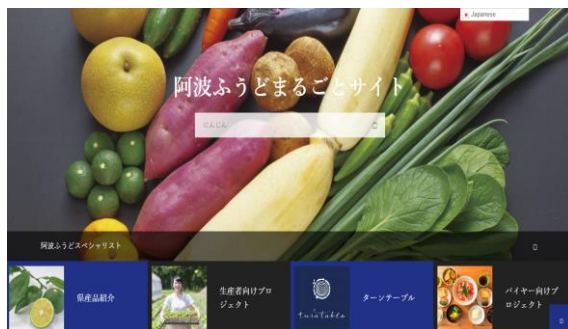 Japanese
阿波ふうどまるごとサイト
にんじん
阿波ふうどスペシャリスト
県産品紹介
生産者向けプロ
ジェクト
turntable
ターンテーブル
バイヤー向けプ
ロジェクト